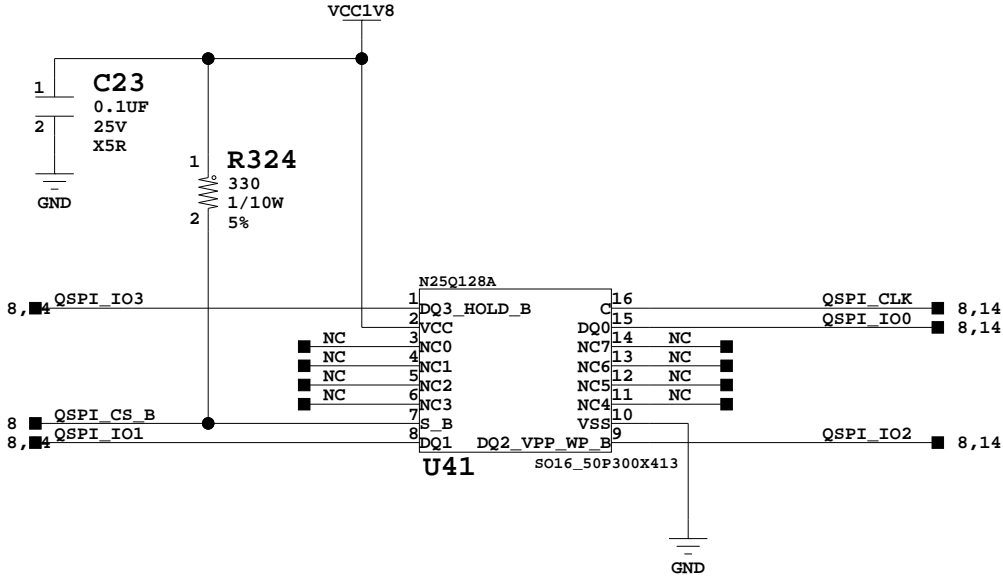 VCC1V8
1
C23
0.1UF
2
25V
X5R
GND
1
R324
330
1/10W
2
5%
N25Q128A
8,14 QSPI_IO3 1 DQ3_HOLD_B C 16 QSPI_CLK 8,14
2 VCC DQ0 15 QSPI_IO0 8,14
NC 3 NC0 NC7 14 NC
NC 4 NC1 NC6 13 NC
NC 5 NC2 NC5 12 NC
NC 6 NC3 NC4 11 NC
8 QSPI_CS_B 7 S_B VSS 10
8,14 QSPI_IO1 8 DQ1 DQ2_VPP_WP_B 9 QSPI_IO2 8,14
U41
SO16_50P300X413
GND